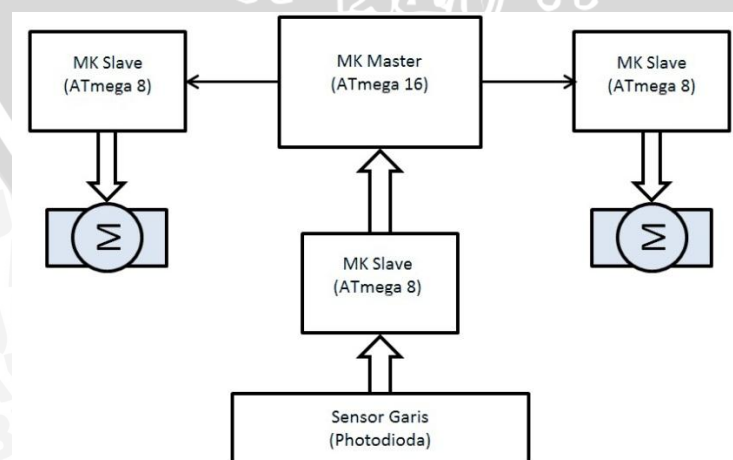 MK Slave
(ATmega 8)
MK Master
(ATmega 16)
MK Slave
(ATmega 8)
M
M
MK Slave
(ATmega 8)
Sensor Garis
(Photodioda)